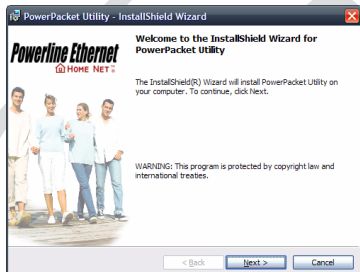 PowerPacket Utility - InstallShield Wizard
Powerline Ethernet
HOME NET
Welcome to the InstallShield Wizard for
PowerPacket Utility
The InstallShield(R) Wizard will install PowerPacket Utility on
your computer. To continue, click Next.
WARNING: This program is protected by copyright law and
international treaties.
< Back
Next >
Cancel